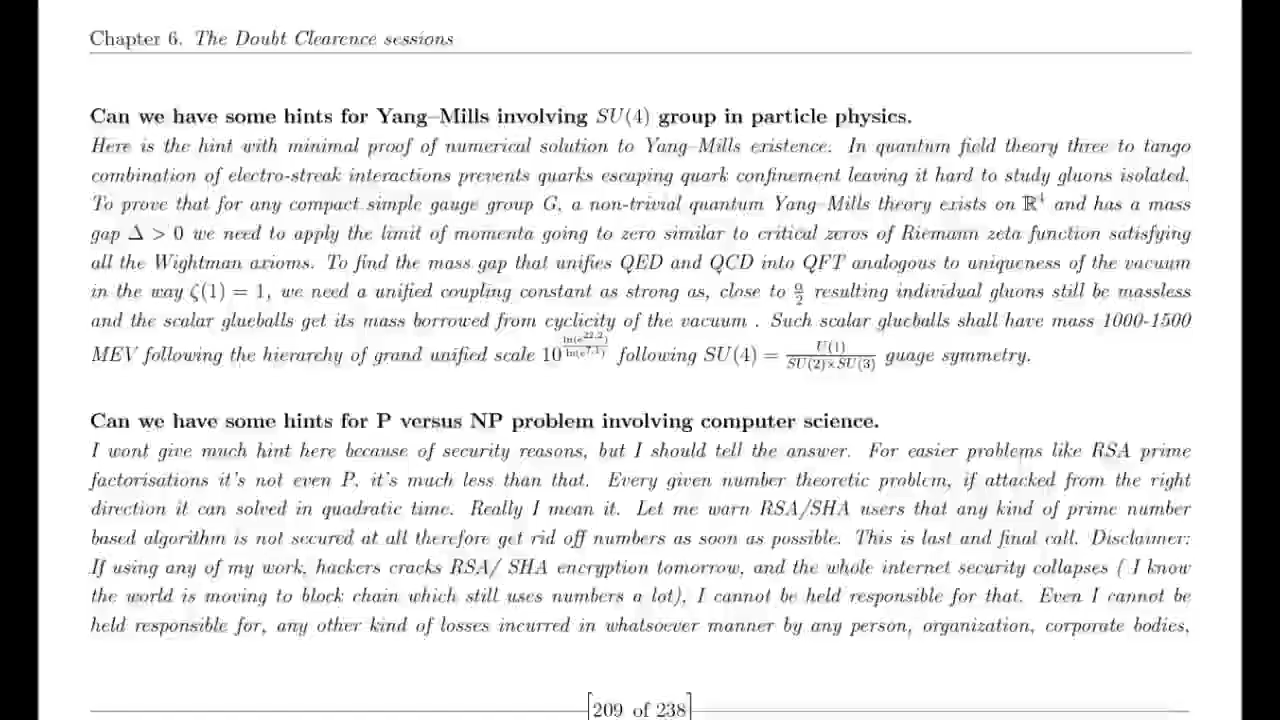 Chapter 6. The Doubt Clearence sessions
Can we have some hints for Yang–Mills involving SU(4) group in particle physics.
Here is the hint with minimal proof of numerical solution to Yang–Mills existence: In quantum field theory three to tango
combination of electro-streak interactions prevents quarks escaping quark confinement leaving it hard to study gluons isolated.
To prove that for any compact simple gauge group G, a non-trivial quantum Yang–Mills theory exists on ℝ⁴ and has a mass
gap Δ > 0 we need to apply the limit of momenta going to zero similar to critical zeros of Riemann zeta function satisfying
all the Wightman axioms. To find the mass gap that unifies QED and QCD into QFT analogous to uniqueness of the vacuum
in the way ζ(1) = 1, we need a unified coupling constant as strong as, close to α/2 resulting individual gluons still be massless
and the scalar glueballs get its mass borrowed from cyclicity of the vacuum . Such scalar glueballs shall have mass 1000-1500
MEV following the hierarchy of grand unified scale 10^(ln(e^22.2)/ln(e^7.1)) following SU(4) = U(1)/(SU(2)×SU(3)) guage symmetry.
Can we have some hints for P versus NP problem involving computer science.
I wont give much hint here because of security reasons, but I should tell the answer. For easier problems like RSA prime
factorisations it's not even P, it's much less than that. Every given number theoretic problem, if attacked from the right
direction it can solved in quadratic time. Really I mean it. Let me warn RSA/SHA users that any kind of prime number
based algorithm is not secured at all therefore get rid off numbers as soon as possible. This is last and final call. Disclaimer:
If using any of my work, hackers cracks RSA/ SHA encryption tomorrow, and the whole internet security collapses ( I know
the world is moving to block chain which still uses numbers a lot), I cannot be held responsible for that. Even I cannot be
held responsible for, any other kind of losses incurred in whatsoever manner by any person, organization, corporate bodies,
[209 of 238]